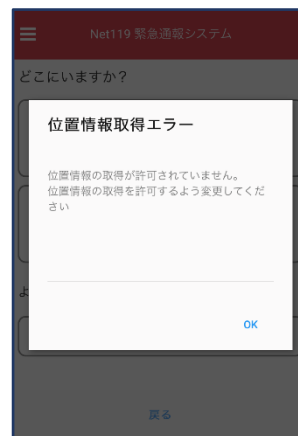 Net119 緊急通報システム
どこにいますか？
位置情報取得エラー
位置情報の取得が許可されていません。
位置情報の取得を許可するよう変更してくだ
さい
よ
OK
戻る